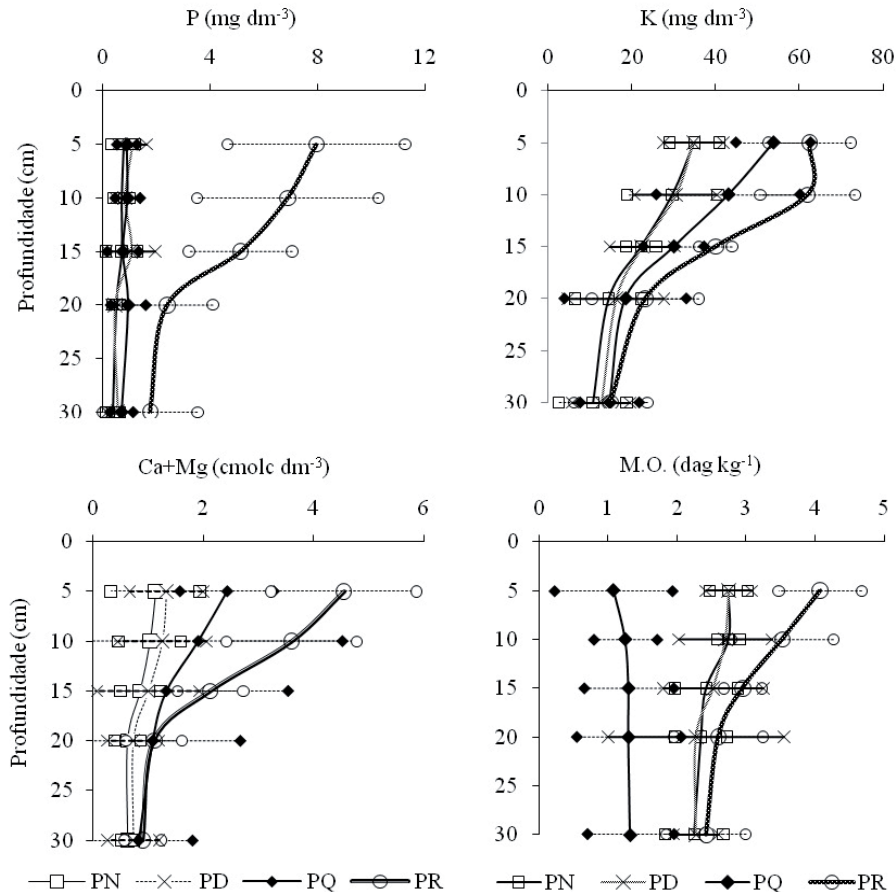 P (mg dm-3)
0 4 8 12
0
5
10
15
20
25
30
Profundidade (cm)
K (mg dm-3)
0 20 40 60 80
0
5
10
15
20
25
30
Ca+Mg (cmolc dm-3)
0 2 4 6
0
5
10
15
20
25
30
Profundidade (cm)
M.O. (dag kg-1)
0 1 2 3 4 5
0
5
10
15
20
25
30
PN PD PQ PR
PN PD PQ PR